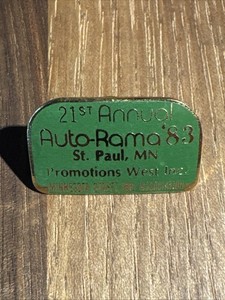 21ST Annual
Auto-Rama '83
St. Paul, MN
Promotions West Inc.